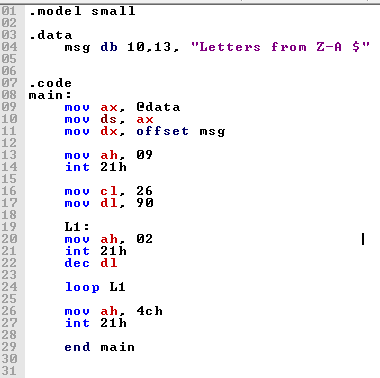 01 .model small
02
03 .data
04 msg db 10,13, "Letters from Z-A $"
05
06
07 .code
08 main:
09 mov ax, @data
10 mov ds, ax
11 mov dx, offset msg
12
13 mov ah, 09
14 int 21h
15
16 mov cl, 26
17 mov dl, 90
18
19 L1:
20 mov ah, 02
21 int 21h
22 dec dl
23
24 loop L1
25
26 mov ah, 4ch
27 int 21h
28
29 end main
30
31